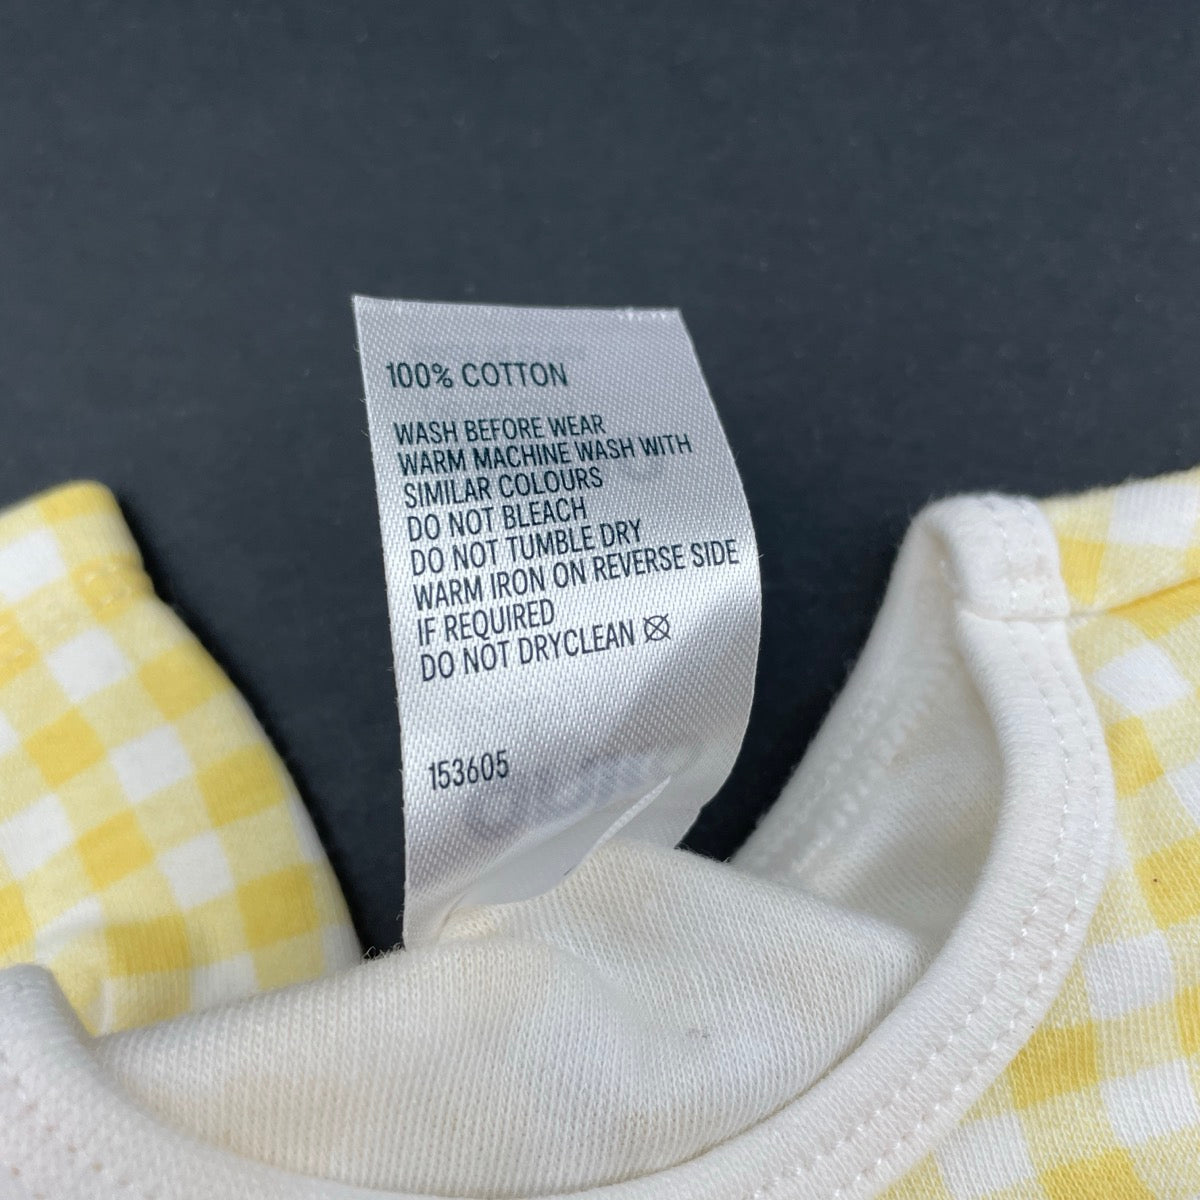 100% COTTON
WASH BEFORE WEAR
WARM MACHINE WASH WITH
SIMILAR COLOURS
DO NOT BLEACH
DO NOT TUMBLE DRY
WARM IRON ON REVERSE SIDE
IF REQUIRED
DO NOT DRYCLEAN
153605